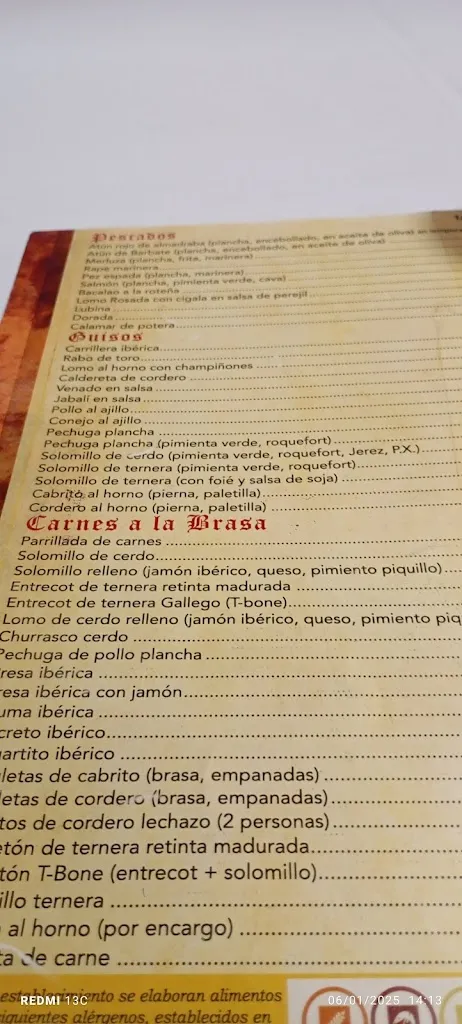 Pescados
Atún rojo de almadraba (plancha, encebollado, en aceite de oliva) en
Atún de Barbate (plancha, encebollado, en aceite de oliva)
Merluza (plancha, frita, marinera)
Rape marinera
Pez espada (plancha, marinera)
Salmón (plancha, pimienta verde, cava)
Bacalao a la roteña
Lomo Rosada con cigala en salsa de perejil
Lubina
Dorada
Calamar de potera
Guisos
Carrillera ibérica
Rabo de toro
Lomo al horno con champiñones
Caldereta de cordero
Venado en salsa
Jabalí en salsa
Pollo al ajillo
Conejo al ajillo
Pechuga plancha
Pechuga plancha (pimienta verde, roquefort)
Solomillo de cerdo (pimienta verde, roquefort, Jerez, P.X.)
Solomillo de ternera (pimienta verde, roquefort)
Solomillo de ternera (con foié y salsa de soja)
Cabrito al horno (pierna, paletilla)
Cordero al horno (pierna, paletilla)
Carnes a la Brasa
Parrillada de carnes
Solomillo de cerdo
Solomillo relleno (jamón ibérico, queso, pimiento piquillo)
Entrecot de ternera retinta madurada
Entrecot de ternera Gallego (T-bone)
Lomo de cerdo relleno (jamón ibérico, queso, pimiento piq
Churrasco cerdo
Pechuga de pollo plancha
resa ibérica
resa ibérica con jamón
uma ibérica
creto ibérico
artito ibérico
letas de cabrito (brasa, empanadas)
letas de cordero (brasa, empanadas)
tos de cordero lechazo (2 personas)
etón de ternera retinta madurada
tón T-Bone (entrecot + solomillo)
illo ternera
al horno (por encargo)
ta de carne
establecimiento se elaboran alimentos
siguientes alérgenos, establecidos en
REDMI 13C
06/01/2025 14:13